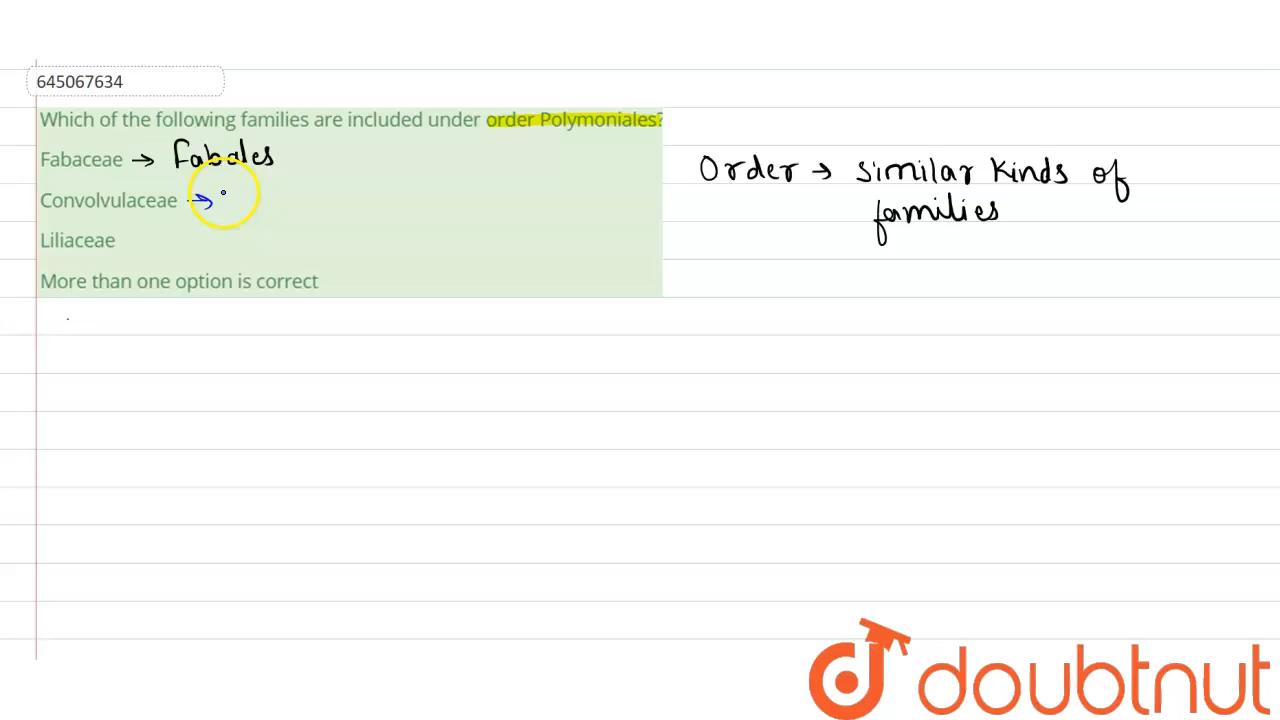 645067634
Which of the following families are included under order Polymoniales?
Fabaceae → Fabales
Convolvulaceae →
Liliaceae
More than one option is correct
Order → similar kinds of
families
doubtnut